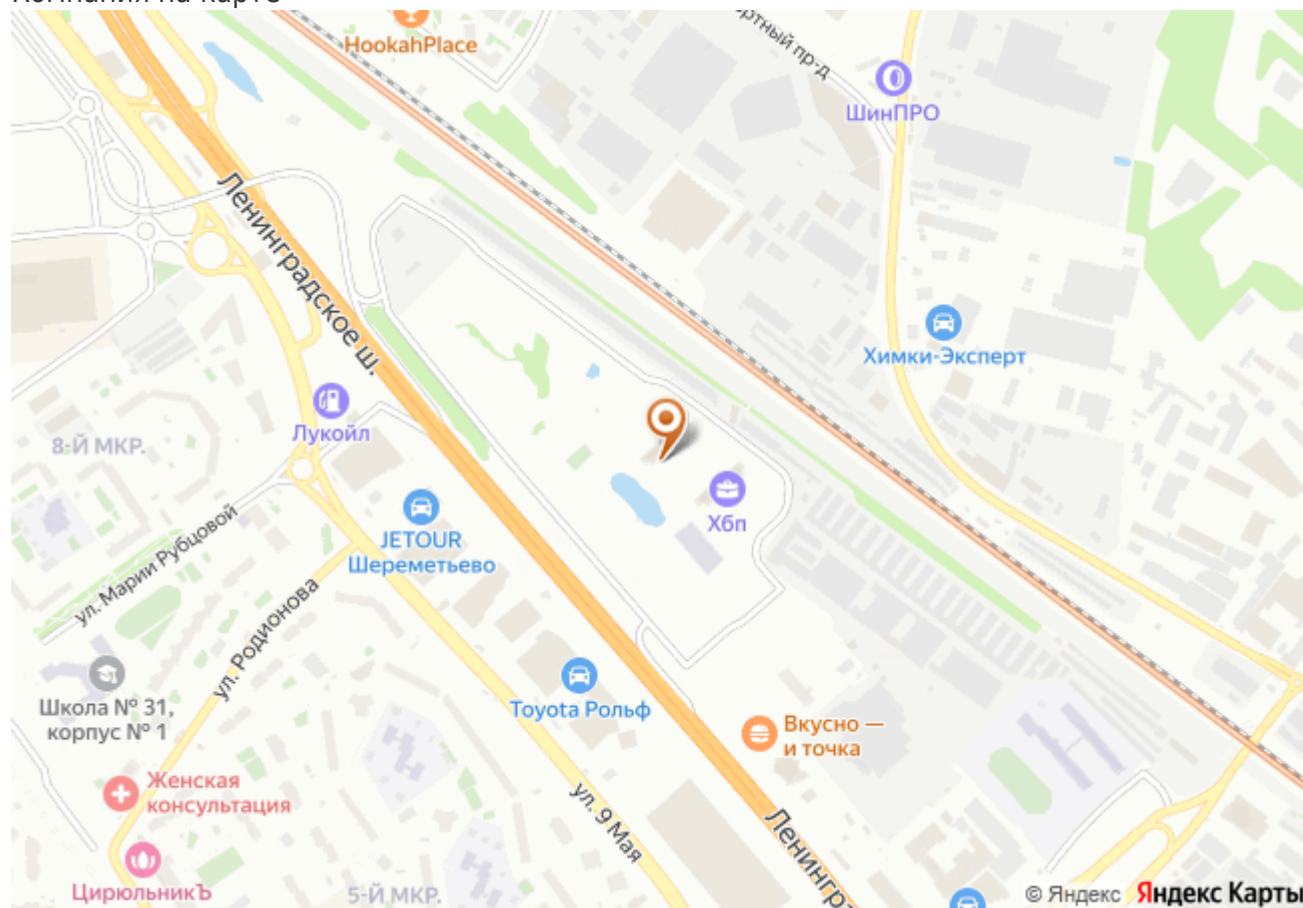 HookahPlace
ШинПРО
Ленинградское ш.
Химки-Эксперт
Лукойл
8-Й МКР.
Хбп
JETOUR
Шереметьево
ул. Марии Рубцовой
ул. Родионова
Школа № 31,
корпус № 1
Toyota Рольф
Вкусно —
и точка
Женская
консультация
ул. 9 Мая
ЦирюльникЪ
5-Й МКР.
© Яндекс Яндекс Карты